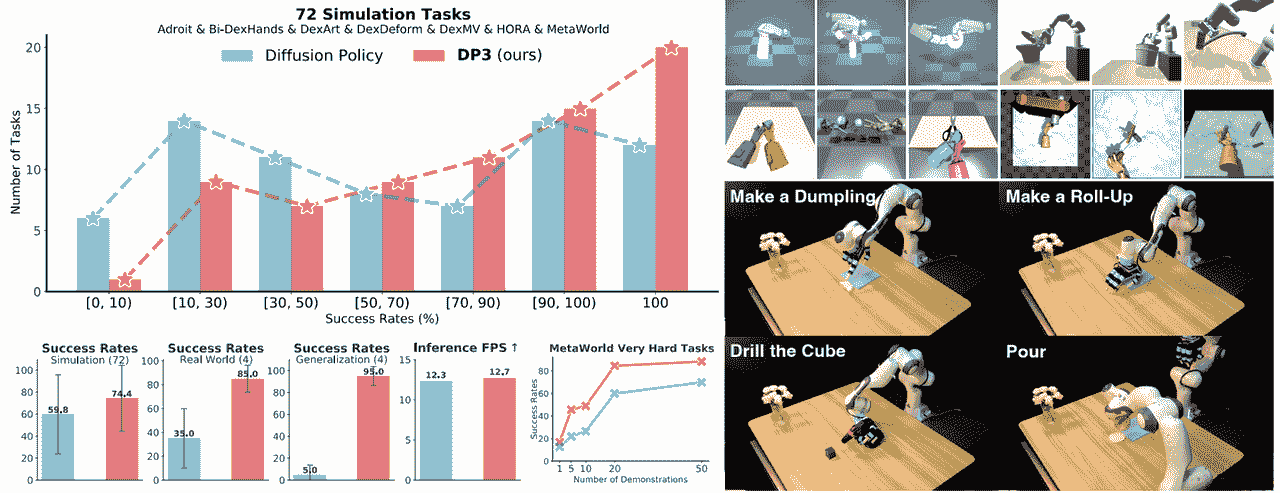 72 Simulation Tasks
Adroit & Bi-DexHands & DexArt & DexDeform & DexMV & HORA & MetaWorld
Diffusion Policy
DP3 (ours)
Number of Tasks
20
15
10
5
0
[0, 10)
[10, 30)
[30, 50)
[50, 70)
[70, 90)
[90, 100)
100
Success Rates (%)
Success Rates
Simulation (72)
100
80
60
40
20
0
59.8
74.4
Success Rates
Real World (4)
100
80
60
40
20
0
35.0
85.0
Success Rates
Generalization (4)
100
80
60
40
20
0
5.0
95.0
Inference FPS ↑
15
10
5
0
12.3
12.7
MetaWorld Very Hard Tasks
Success Rates
80
60
40
20
0
1 5 10 20 50
Number of Demonstrations
Make a Dumpling
Make a Roll-Up
Drill the Cube
Pour